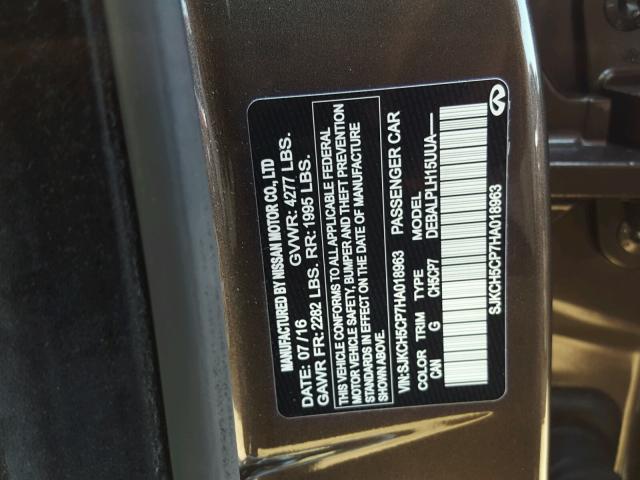 MANUFACTURED BY NISSAN MOTOR CO., LTD
DATE: 07/16 GVWR: 4277 LBS.
GAWR FR: 2282 LBS. RR: 1995 LBS.
THIS VEHICLE CONFORMS TO ALL APPLICABLE FEDERAL
MOTOR VEHICLE SAFETY, BUMPER AND THEFT PREVENTION
STANDARDS IN EFFECT ON THE DATE OF MANUFACTURE
SHOWN ABOVE.
VIN:SJKCH5CP7HA018963 PASSENGER CAR
COLOR TRIM TYPE MODEL
CAN G CH5CP7 DEBALPLH15UUA-----
SJKCH5CP7HA018963